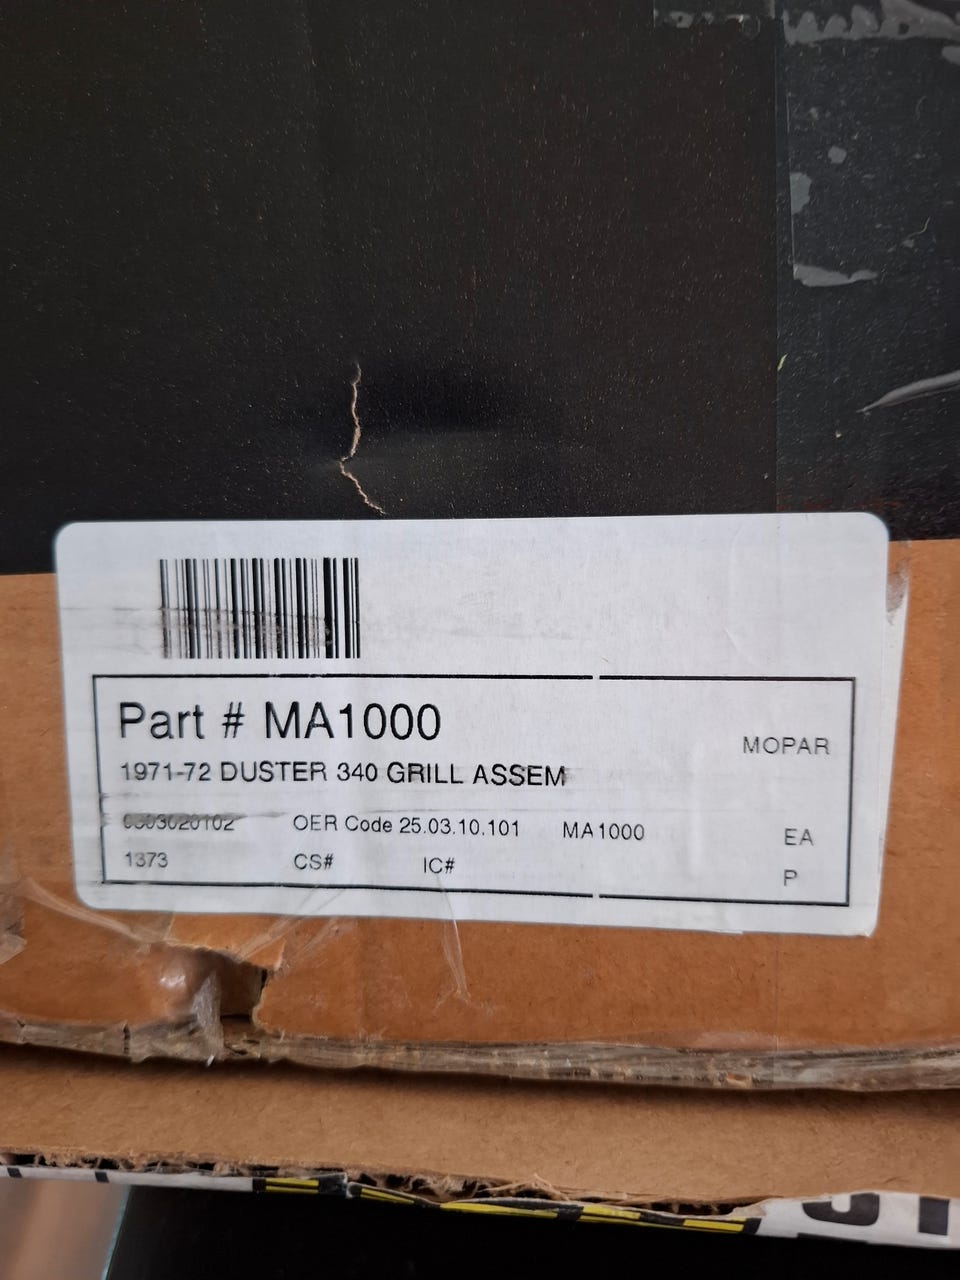 Part # MA1000
MOPAR
1971-72 DUSTER 340 GRILL ASSEM
0303020102 OER Code 25.03.10.101 MA1000
EA
1373 CS# IC#
P